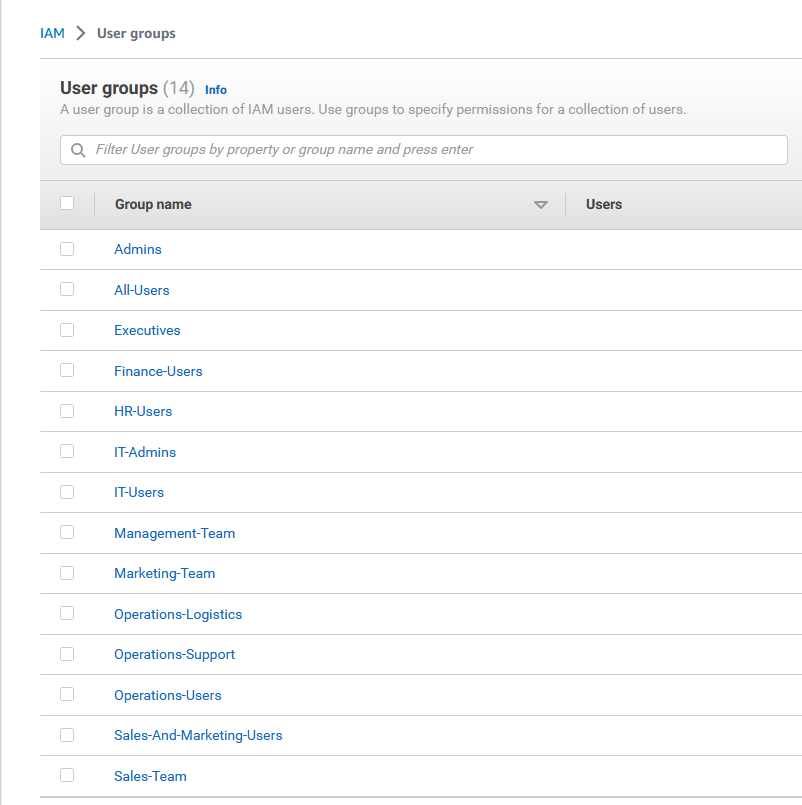 IAM > User groups
User groups (14) Info
A user group is a collection of IAM users. Use groups to specify permissions for a collection of users.
Filter User groups by property or group name and press enter
Group name Users
Admins
All-Users
Executives
Finance-Users
HR-Users
IT-Admins
IT-Users
Management-Team
Marketing-Team
Operations-Logistics
Operations-Support
Operations-Users
Sales-And-Marketing-Users
Sales-Team